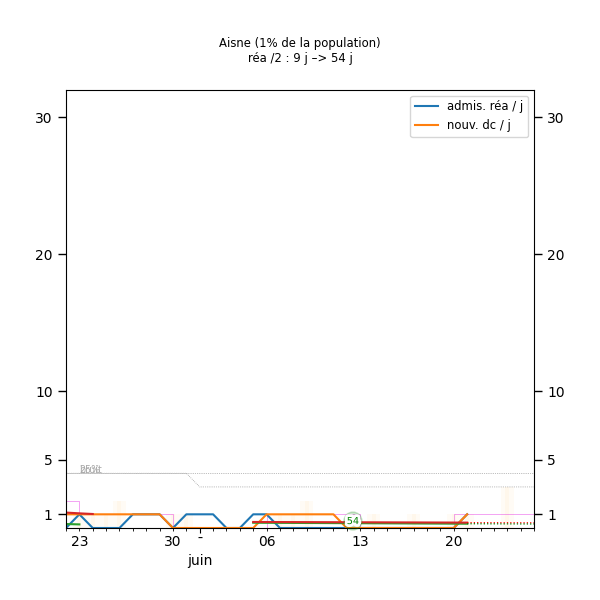 Aisne (1% de la population)
réa /2 : 9 j –> 54 j
admis. réa / j
nouv. dc / j
30 30
20 20
10 10
5 5
1 1
54
23 30 - 06 13 20
juin